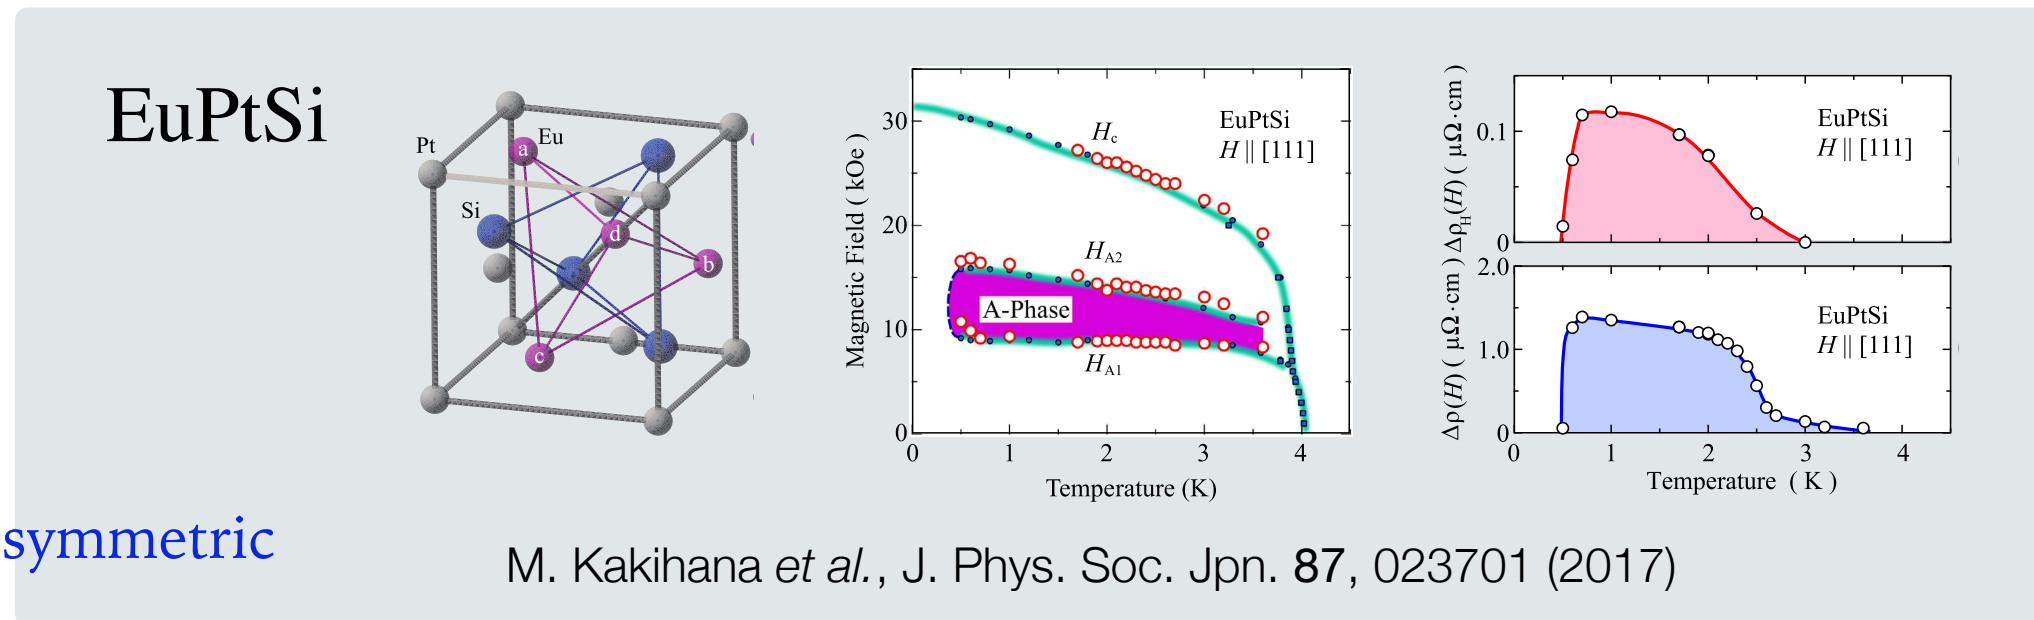 EuPtSi
Pt
Eu
Si
a
b
c
d
Magnetic Field ( kOe )
30
20
10
0
0 1 2 3 4
Temperature (K)
EuPtSi
H || [111]
Hc
HA2
A-Phase
HA1
ΔρH(H) ( μΩ·cm )
0.1
0
EuPtSi
H || [111]
Δρ(H) ( μΩ·cm )
2.0
1.0
0
EuPtSi
H || [111]
0 1 2 3 4
Temperature ( K )
symmetric
M. Kakihana et al., J. Phys. Soc. Jpn. 87, 023701 (2017)